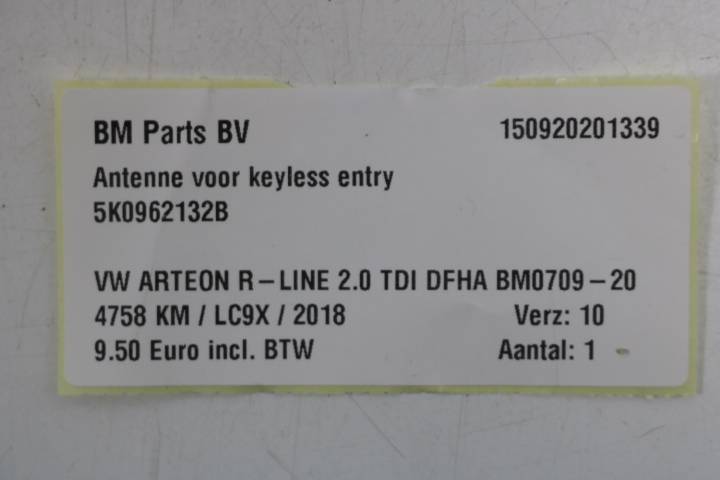 BM Parts BV 150920201339
Antenne voor keyless entry
5K0962132B
VW ARTEON R-LINE 2.0 TDI DFHA BM0709-20
4758 KM / LC9X / 2018 Verz: 10
9.50 Euro incl. BTW Aantal: 1